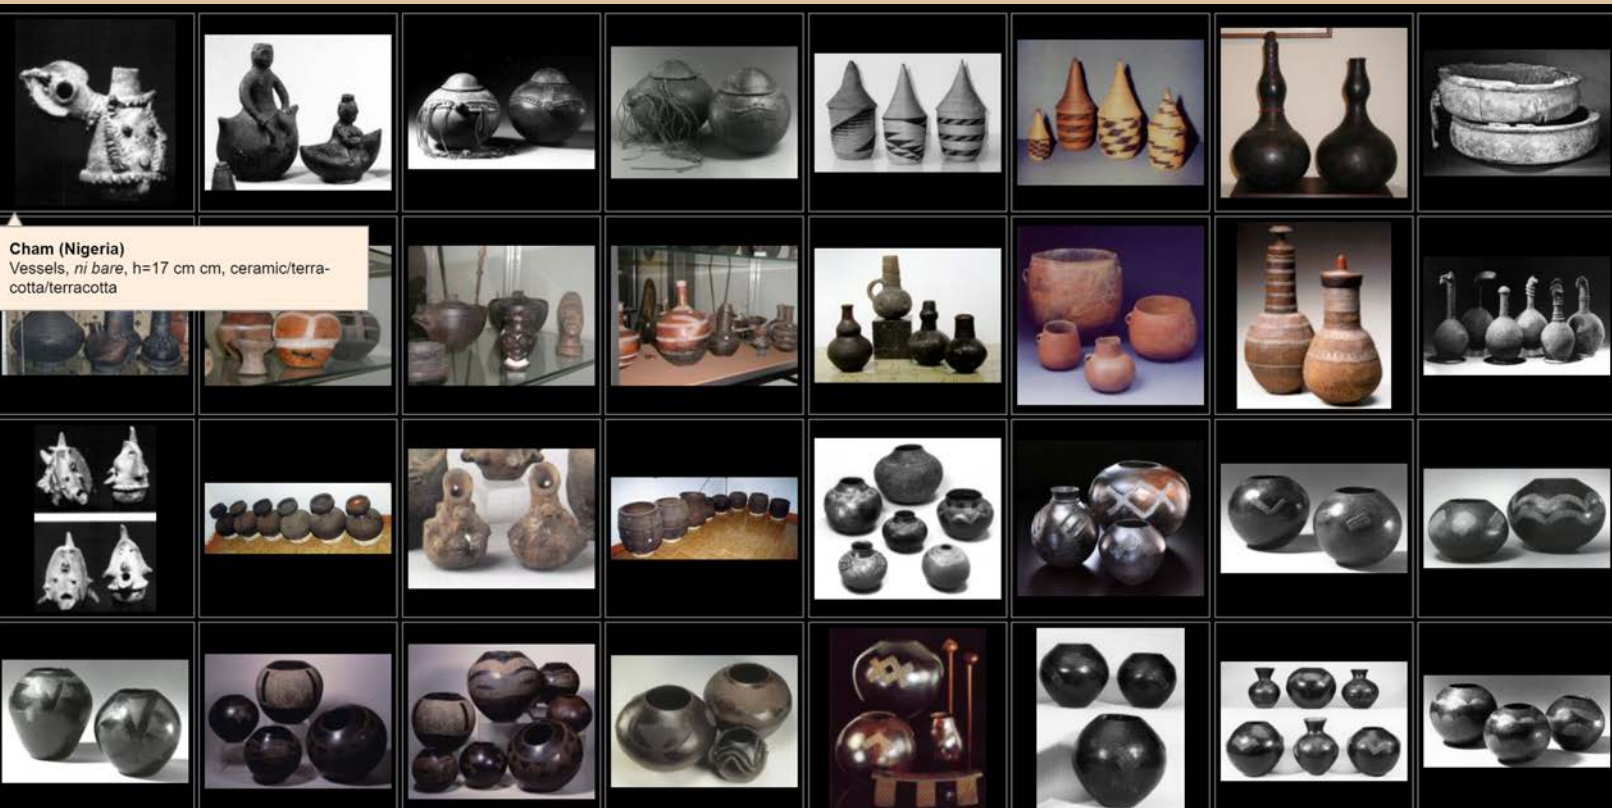 Cham (Nigeria)
Vessels, ni bare, h=17 cm cm, ceramic/terra-
cotta/terracotta